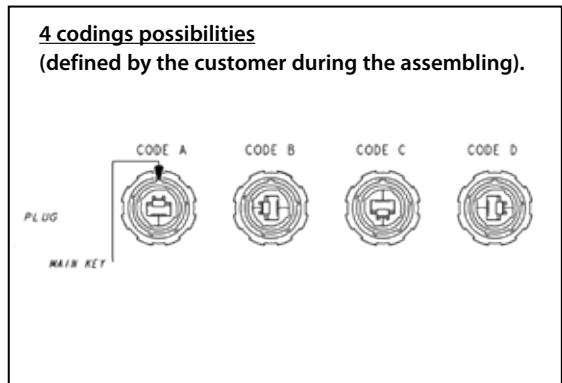 4 codings possibilities
(defined by the customer during the assembling).
CODE A CODE B CODE C CODE D
PLUG
MAIN KEY